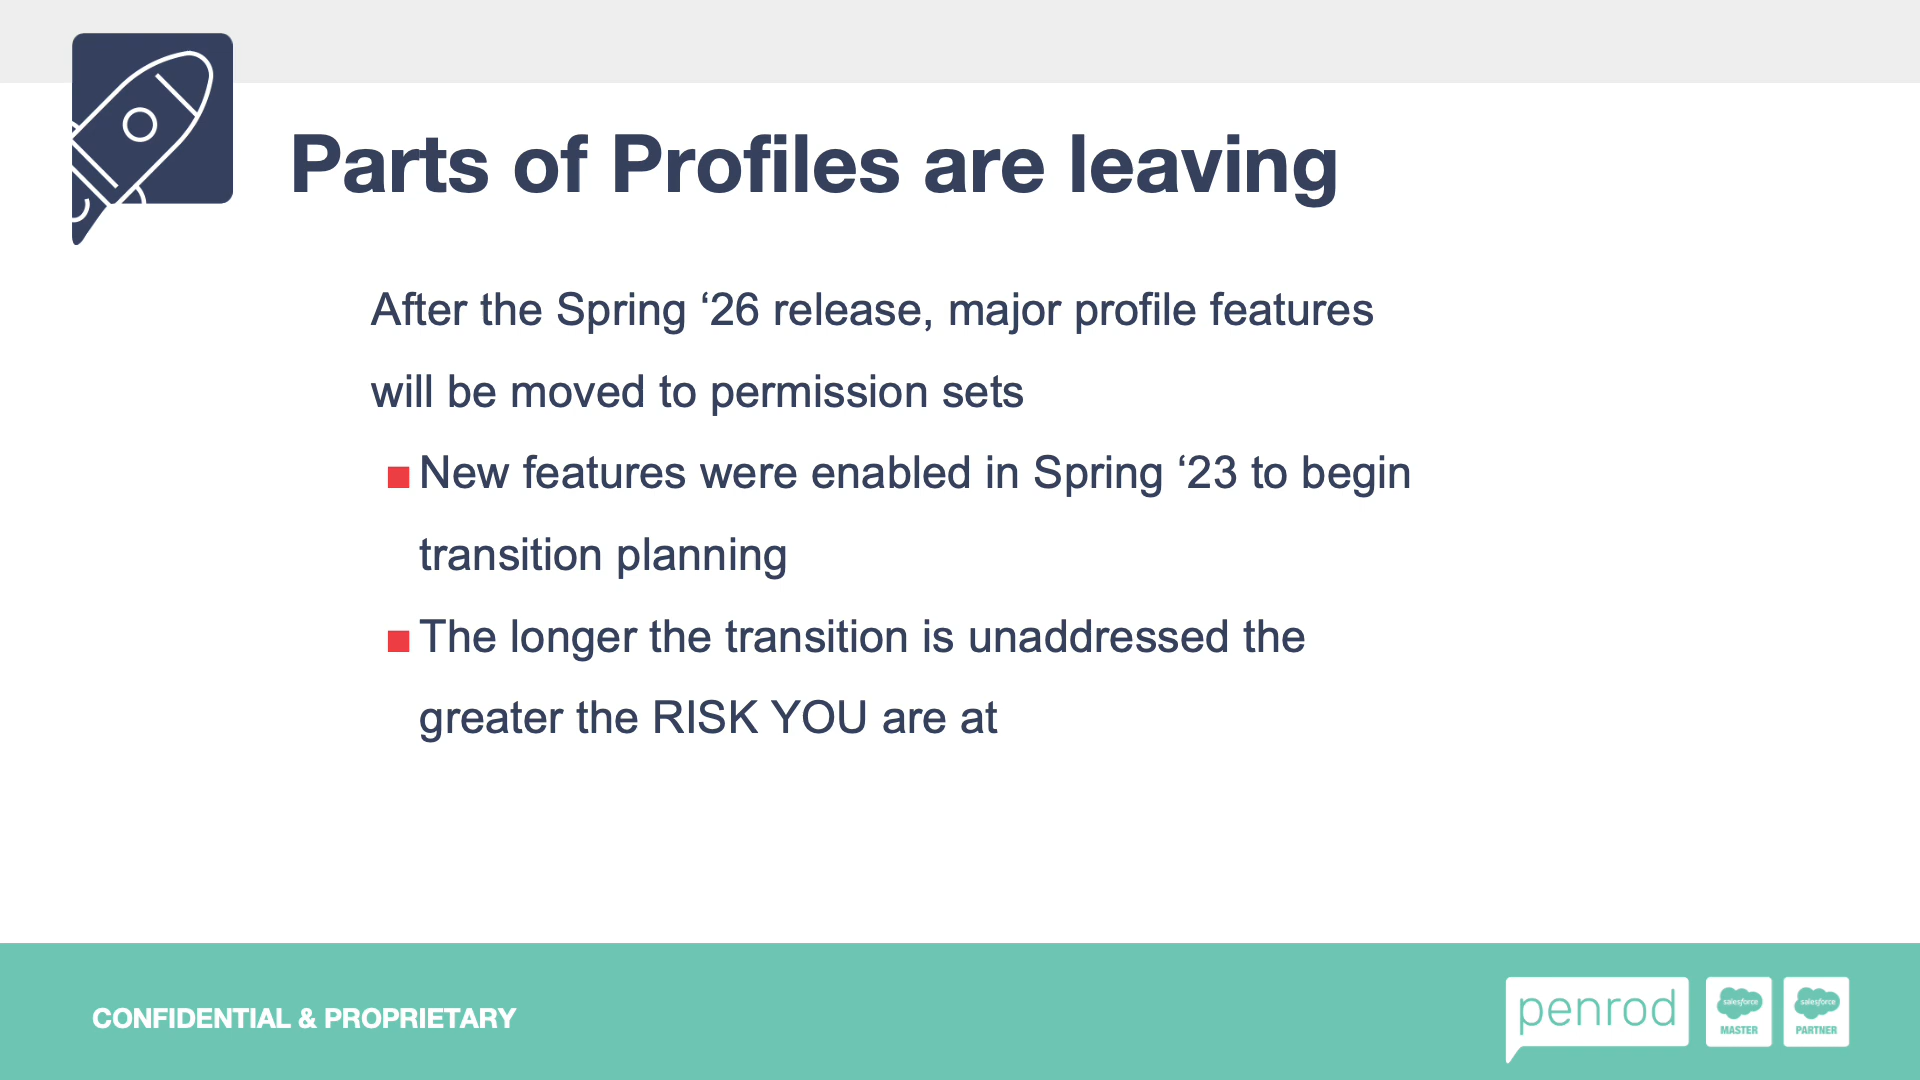 Parts of Profiles are leaving
After the Spring ‘26 release, major profile features
will be moved to permission sets
New features were enabled in Spring ‘23 to begin
transition planning
The longer the transition is unaddressed the
greater the RISK YOU are at
CONFIDENTIAL & PROPRIETARY
penrod
salesforce
MASTER
salesforce
PARTNER